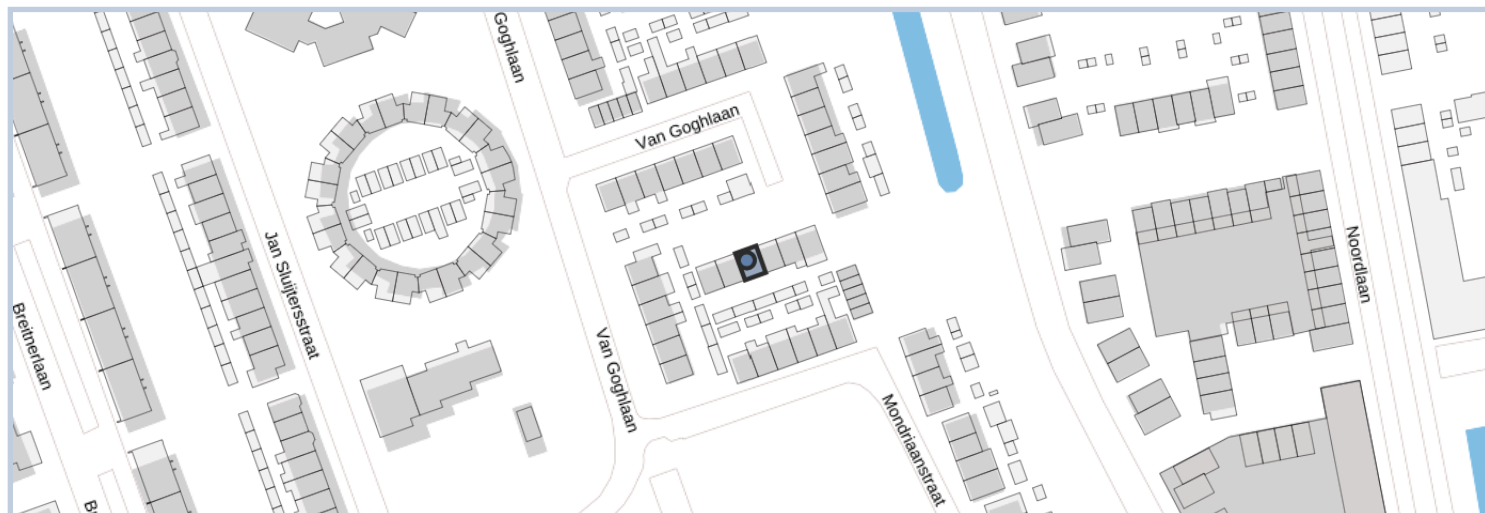 Goghlaan
Van Goghlaan
Jan Sluijtersstraat
Noordlaan
Breitnerlaan
Van Goghlaan
Mondriaanstraat